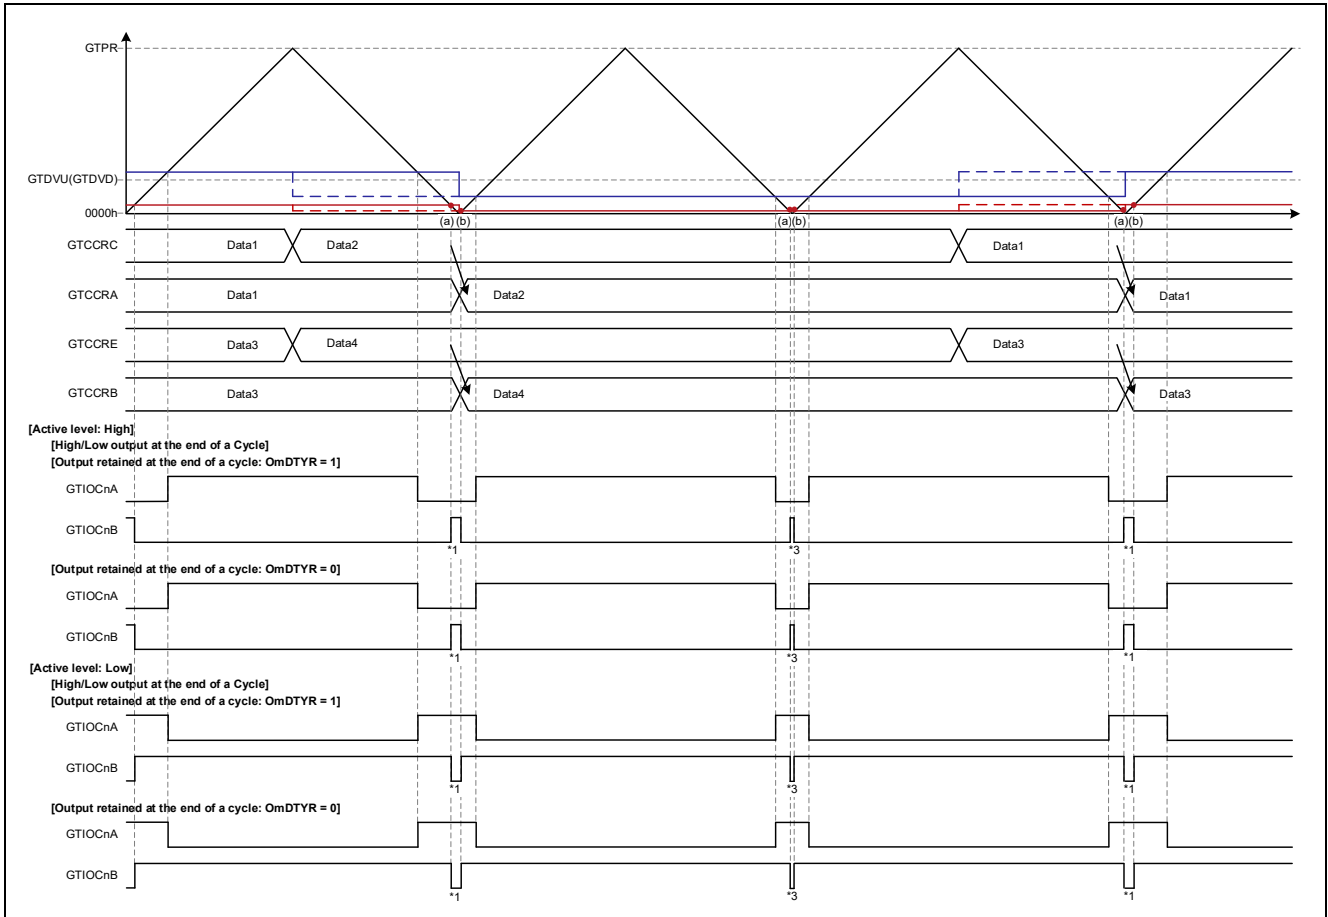 GTPR
GTDVU(GTDVD)
0000h
(a) (b) (a) (b) (a) (b)
GTCCRC Data1 Data2 Data1
GTCCRA Data1 Data2 Data1
GTCCRE Data3 Data4 Data3
GTCCRB Data3 Data4 Data3
[Active level: High]
[High/Low output at the end of a Cycle]
[Output retained at the end of a cycle: OmDTYR = 1]
GTIOCnA
GTIOCnB
*1 *3 *1
[Output retained at the end of a cycle: OmDTYR = 0]
GTIOCnA
GTIOCnB
*1 *3 *1
[Active level: Low]
[High/Low output at the end of a Cycle]
[Output retained at the end of a cycle: OmDTYR = 1]
GTIOCnA
GTIOCnB
*1 *3 *1
[Output retained at the end of a cycle: OmDTYR = 0]
GTIOCnA
GTIOCnB
*1 *3 *1